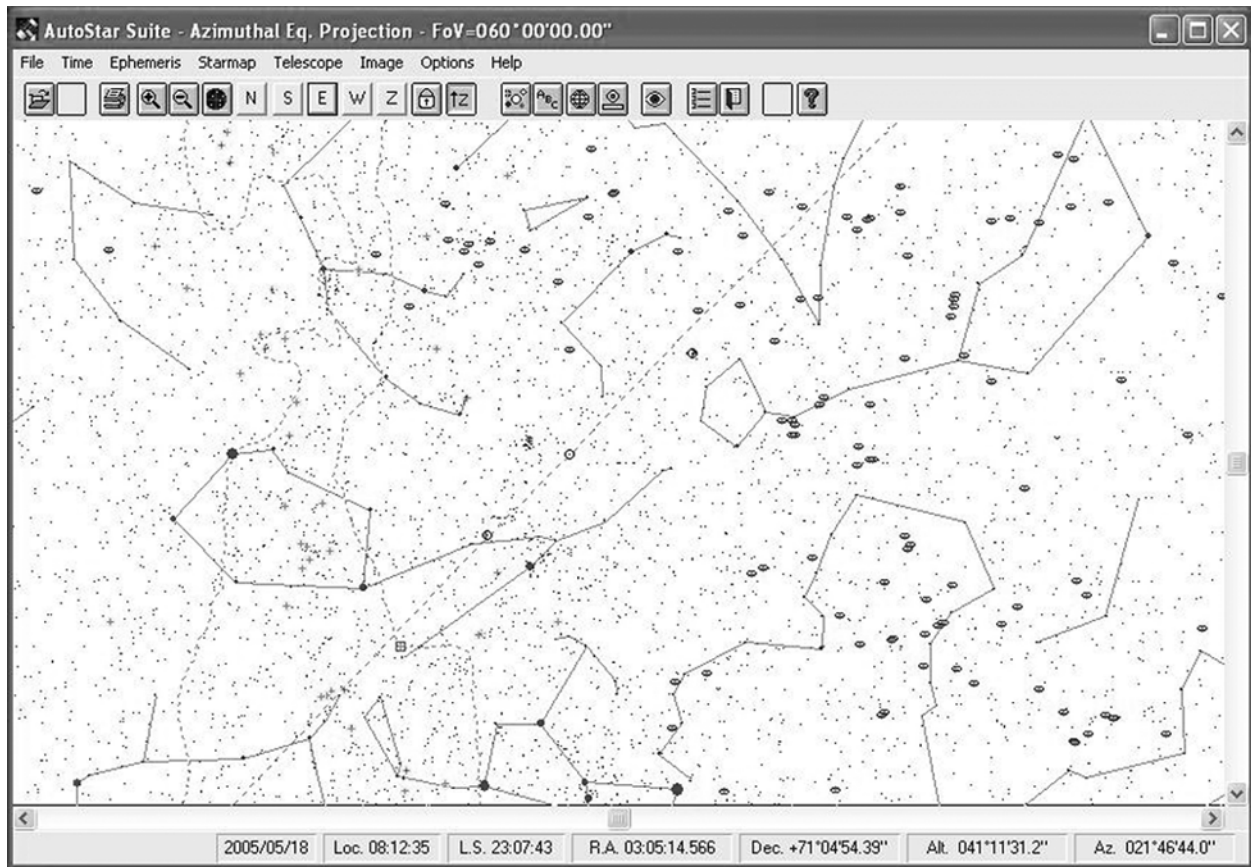 AutoStar Suite - Azimuthal Eq. Projection - FoV=060°00'00.00"
File Time Ephemeris Starmap Telescope Image Options Help
N S E W Z ↑Z ABC ?
2005/05/18 Loc. 08:12:35 L.S. 23:07:43 R.A. 03:05:14.566 Dec. +71°04'54.39" Alt. 041°11'31.2" Az. 021°46'44.0"